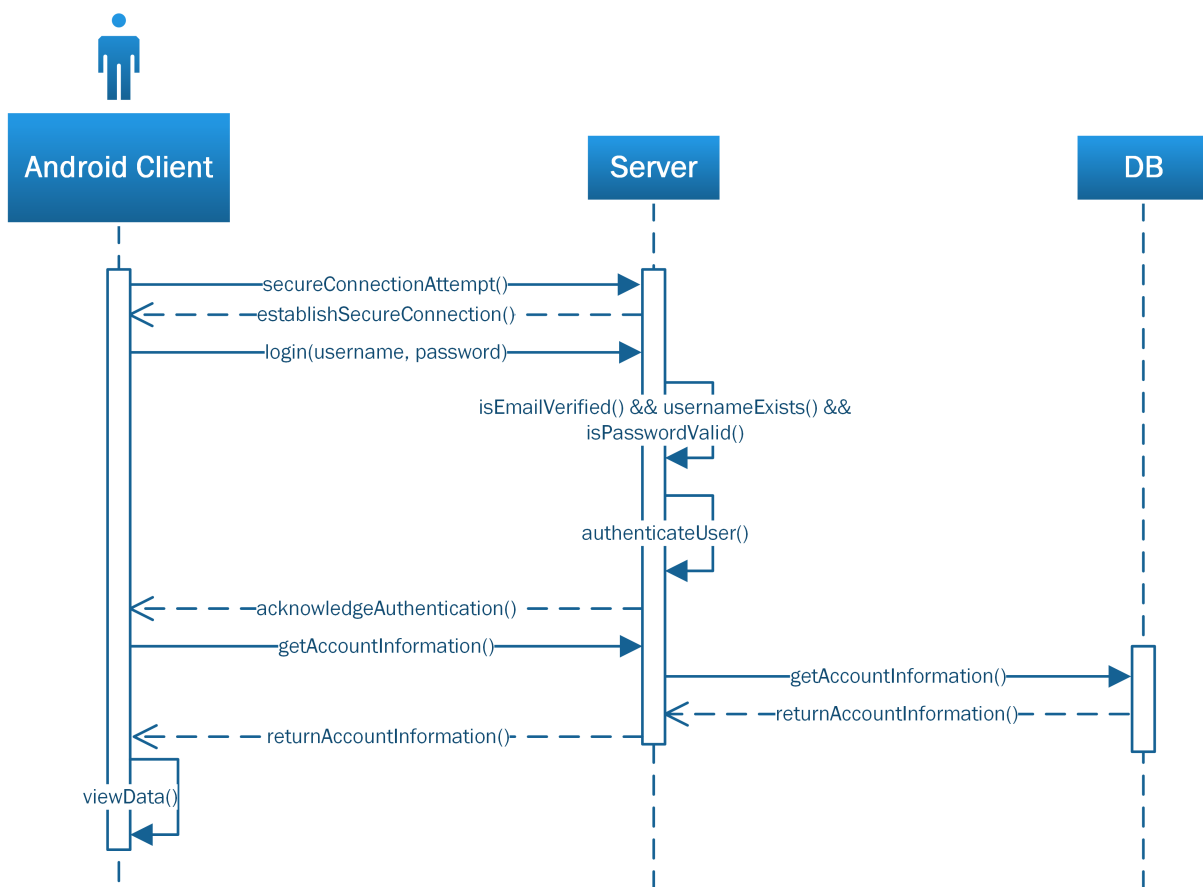 Android Client
Server
DB
secureConnectionAttempt()
establishSecureConnection()
login(username, password)
isEmailVerified() && usernameExists() &&
isPasswordValid()
authenticateUser()
acknowledgeAuthentication()
getAccountInformation()
getAccountInformation()
returnAccountInformation()
returnAccountInformation()
viewData()